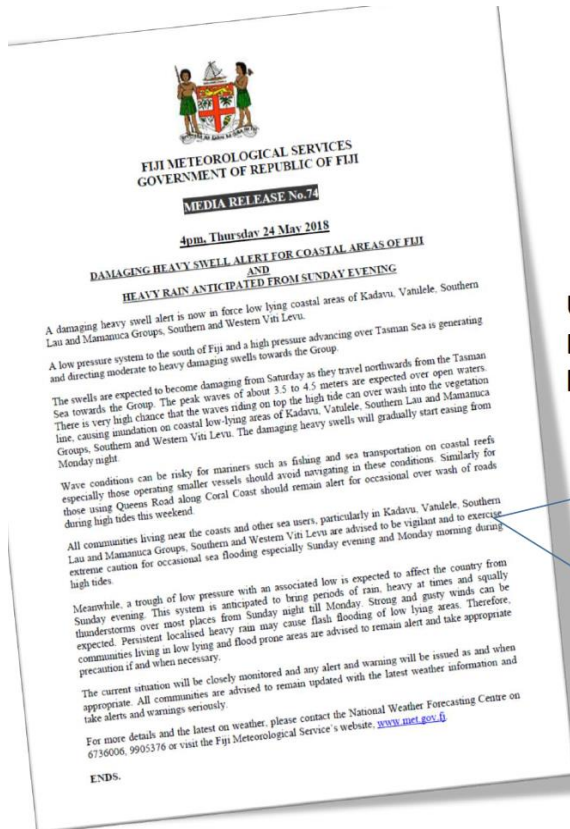 FIJI METEOROLOGICAL SERVICES
GOVERNMENT OF REPUBLIC OF FIJI
MEDIA RELEASE No.74
4pm, Thursday 24 May 2018
DAMAGING HEAVY SWELL ALERT FOR COASTAL AREAS OF FIJI
AND
HEAVY RAIN ANTICIPATED FROM SUNDAY EVENING
A damaging heavy swell alert is now in force low lying coastal areas of Kadavu, Vatulele, Southern
Lau and Mamanuca Groups, Southern and Western Viti Levu.
A low pressure system to the south of Fiji and a high pressure advancing over Tasman Sea is generating
and directing moderate to heavy damaging swells towards the Group.
The swells are expected to become damaging from Saturday as they travel northwards from the Tasman
Sea towards the Group. The peak waves of about 3.5 to 4.5 meters are expected over open waters.
There is very high chance that the waves riding on top the high tide can over wash into the vegetation
line, causing inundation on coastal low-lying areas of Kadavu, Vatulele, Southern Lau and Mamanuca
Groups, Southern and Western Viti Levu. The damaging heavy swells will gradually start easing from
Monday night.
Wave conditions can be risky for mariners such as fishing and sea transportation on coastal reefs
especially those operating smaller vessels should avoid navigating in these conditions. Similarly for
those using Queens Road along Coral Coast should remain alert for occasional over wash of roads
during high tides this weekend.
All communities living near the coasts and other sea users, particularly in Kadavu, Vatulele, Southern
Lau and Mamanuca Groups, Southern and Western Viti Levu are advised to be vigilant and to exercise
extreme caution for occasional sea flooding especially Sunday evening and Monday morning during
high tides.
Meanwhile, a trough of low pressure with an associated low is expected to affect the country from
Sunday evening. This system is anticipated to bring periods of rain, heavy at times and squally
thunderstorms over most places from Sunday night till Monday. Strong and gusty winds can be
expected. Persistent localised heavy rain may cause flash flooding of low lying areas. Therefore,
communities living in low lying and flood prone areas are advised to remain alert and take appropriate
precaution if and when necessary.
The current situation will be closely monitored and any alert and warning will be issued as and when
appropriate. All communities are advised to remain updated with the latest weather information and
take alerts and warnings seriously.
For more details and the latest on weather, please contact the National Weather Forecasting Centre on
6736006, 9905376 or visit the Fiji Meteorological Service's website, www.met.gov.fj.
ENDS.